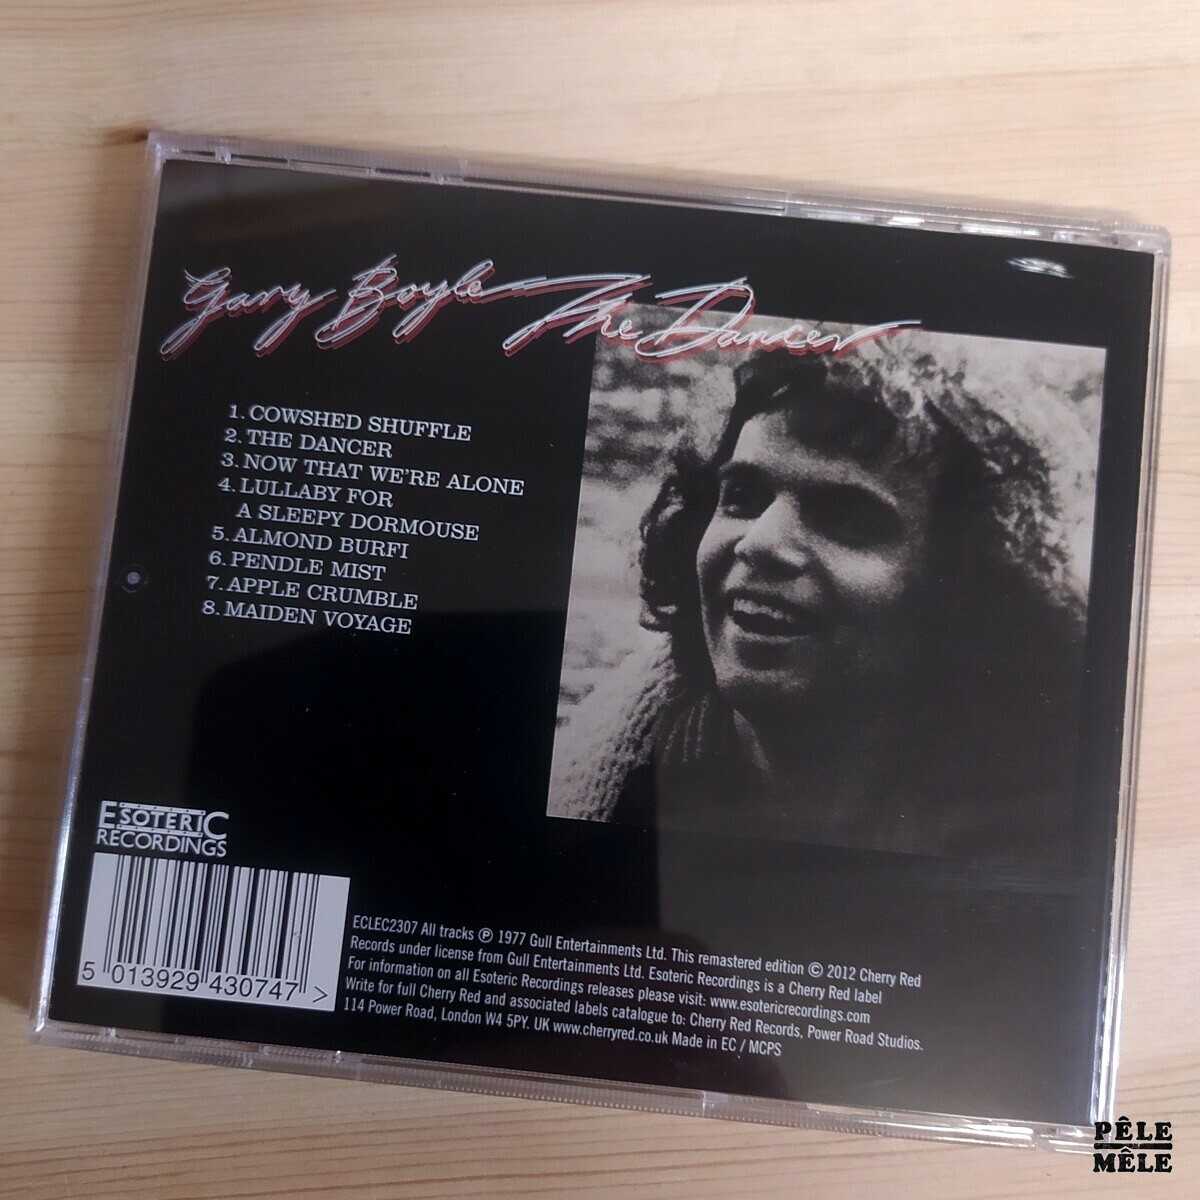 Gary Boyle The Dancer
1. COWSHED SHUFFLE
2. THE DANCER
3. NOW THAT WE'RE ALONE
4. LULLABY FOR
A SLEEPY DORMOUSE
5. ALMOND BURFI
6. PENDLE MIST
7. APPLE CRUMBLE
8. MAIDEN VOYAGE
ESOTERIC
RECORDINGS
5 013929 430747 >
ECLEC2307 All tracks ℗ 1977 Gull Entertainments Ltd. This remastered edition © 2012 Cherry Red
Records under license from Gull Entertainments Ltd. Esoteric Recordings is a Cherry Red label
For information on all Esoteric Recordings releases please visit: www.esotericrecordings.com
Write for full Cherry Red and associated labels catalogue to: Cherry Red Records, Power Road Studios.
114 Power Road, London W4 5PY. UK www.cherryred.co.uk Made in EC / MCPS
PÊLE
MÊLE